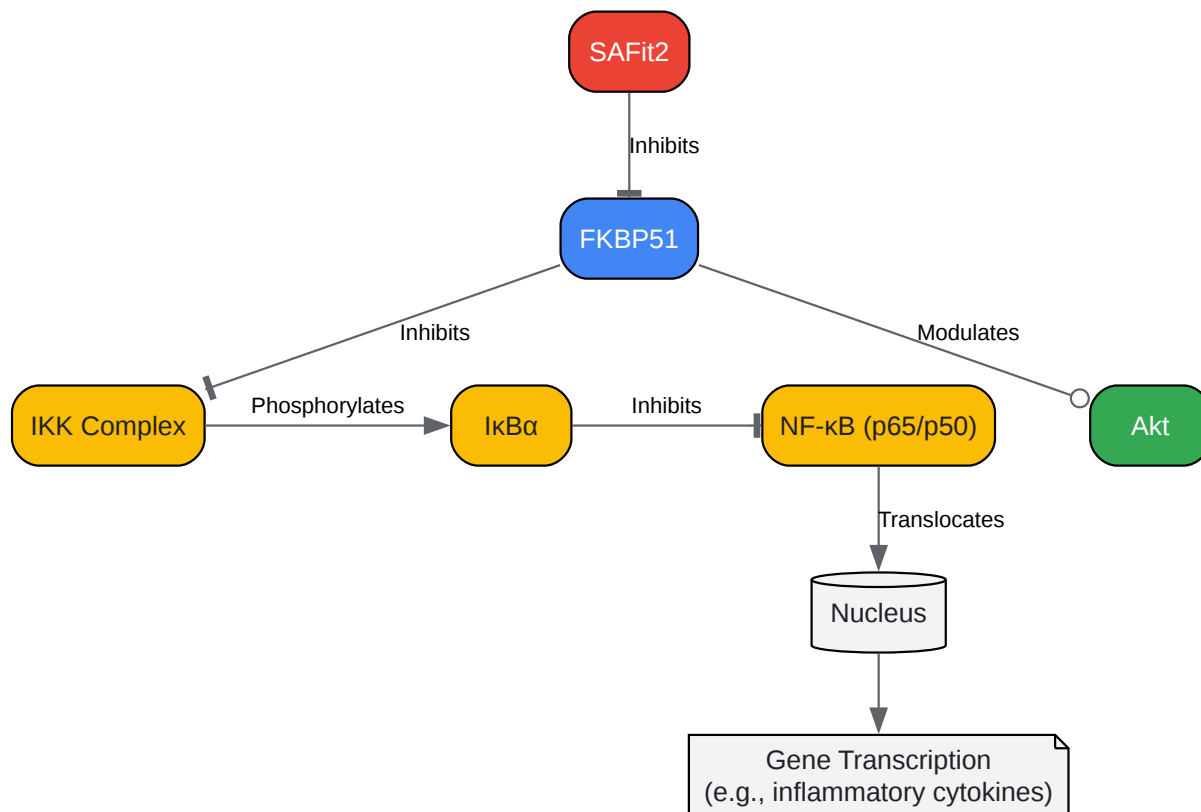 SAFit2
Inhibits
FKBP51
Inhibits
Modulates
IKK Complex
Phosphorylates
IκBα
Inhibits
NF-κB (p65/p50)
Akt
Translocates
Nucleus
Gene Transcription
(e.g., inflammatory cytokines)